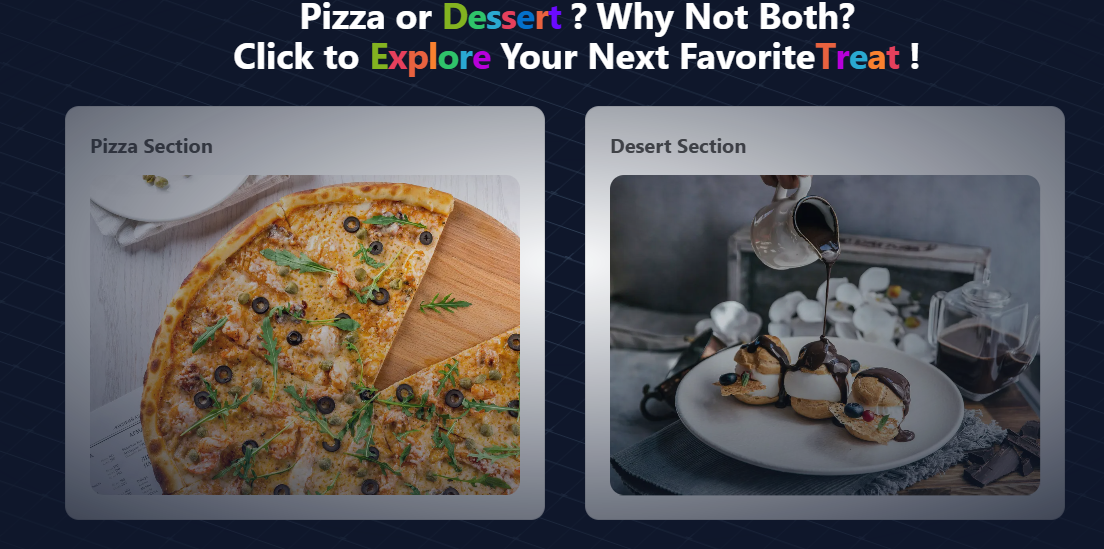 Pizza or Dessert ? Why Not Both?
Click to Explore Your Next FavoriteTreat !
Pizza Section
Desert Section